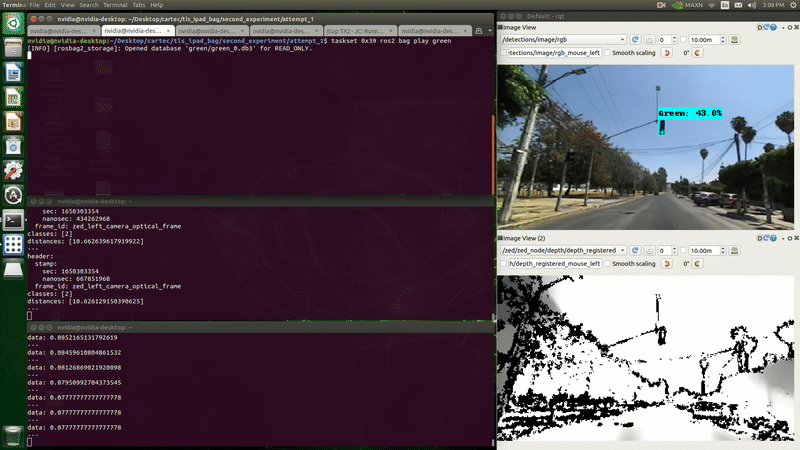 Terminal File Edit View Search Terminal Tabs Help
MAXN En 3:08 PM
nvidia@nvidia-desktop: ~/Desktop/cartec/tls_ipad_bag/second_experiment/attempt_1
nvidia@nvidia-des... nvidia@nvidia-des... nvidia@nvidia-des... jtop TX2 - JC: Runn... nvidia@nvidia-des...
nvidia@nvidia-desktop:~/Desktop/cartec/tls_ipad_bag/second_experiment/attempt_1$ taskset 0x39 ros2 bag play green
[INFO] [rosbag2_storage]: Opened database 'green/green_0.db3' for READ_ONLY.
nvidia@nvidia-desktop: ~
sec: 1650303354
nanosec: 434262968
frame_id: zed_left_camera_optical_frame
classes: [2]
distances: [10.662639617919922]
---
header:
stamp:
sec: 1650303354
nanosec: 667851968
frame_id: zed_left_camera_optical_frame
classes: [2]
distances: [10.626129150390625]
---
nvidia@nvidia-desktop: ~
data: 0.0852165131792619
---
data: 0.08459610804861532
---
data: 0.08126869021920098
---
data: 0.07950992704373545
---
data: 0.07777777777777778
---
data: 0.07777777777777778
---
data: 0.07777777777777778
---
Default - rqt
Image View
/detections/image/rgb 0 10.00m
tections/image/rgb_mouse_left Smooth scaling 0°
Green: 43.0%
Image View (2)
/zed/zed_node/depth/depth_registered 0 10.00m
h/depth_registered_mouse_left Smooth scaling 0°